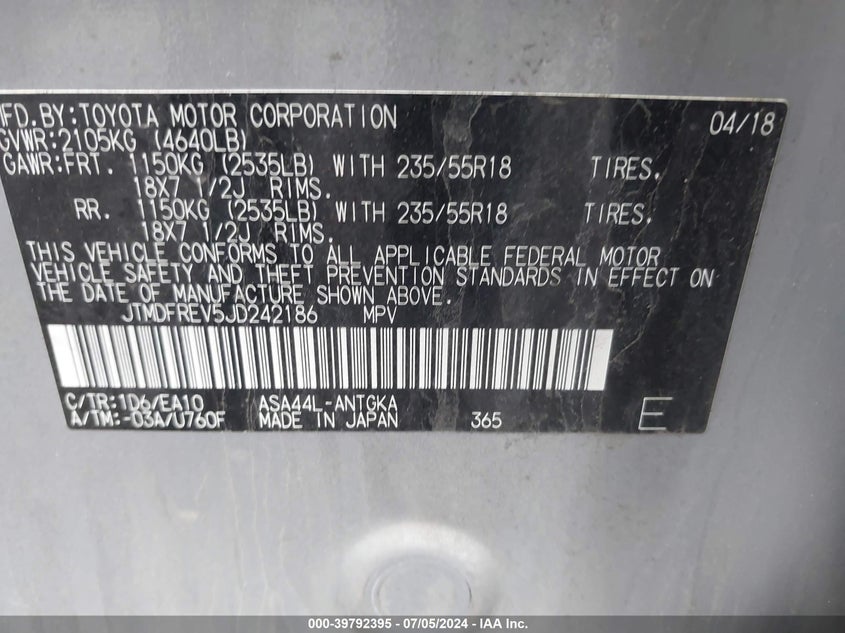 MFD.BY:TOYOTA MOTOR CORPORATION 04/18
GVWR:2105KG (4640LB)
GAWR:FRT. 1150KG (2535LB) WITH 235/55R18 TIRES,
18X7 1/2J RIMS.
RR. 1150KG (2535LB) WITH 235/55R18 TIRES,
18X7 1/2J RIMS.
THIS VEHICLE CONFORMS TO ALL APPLICABLE FEDERAL MOTOR
VEHICLE SAFETY AND THEFT PREVENTION STANDARDS IN EFFECT ON
THE DATE OF MANUFACTURE SHOWN ABOVE.
JTMDFREV5JD242186 MPV
C/TR:1D6/EA10 ASA44L-ANTGKA
A/TM:-03A/U760F MADE IN JAPAN 365 E
000-39792395 - 07/05/2024 - IAA Inc.